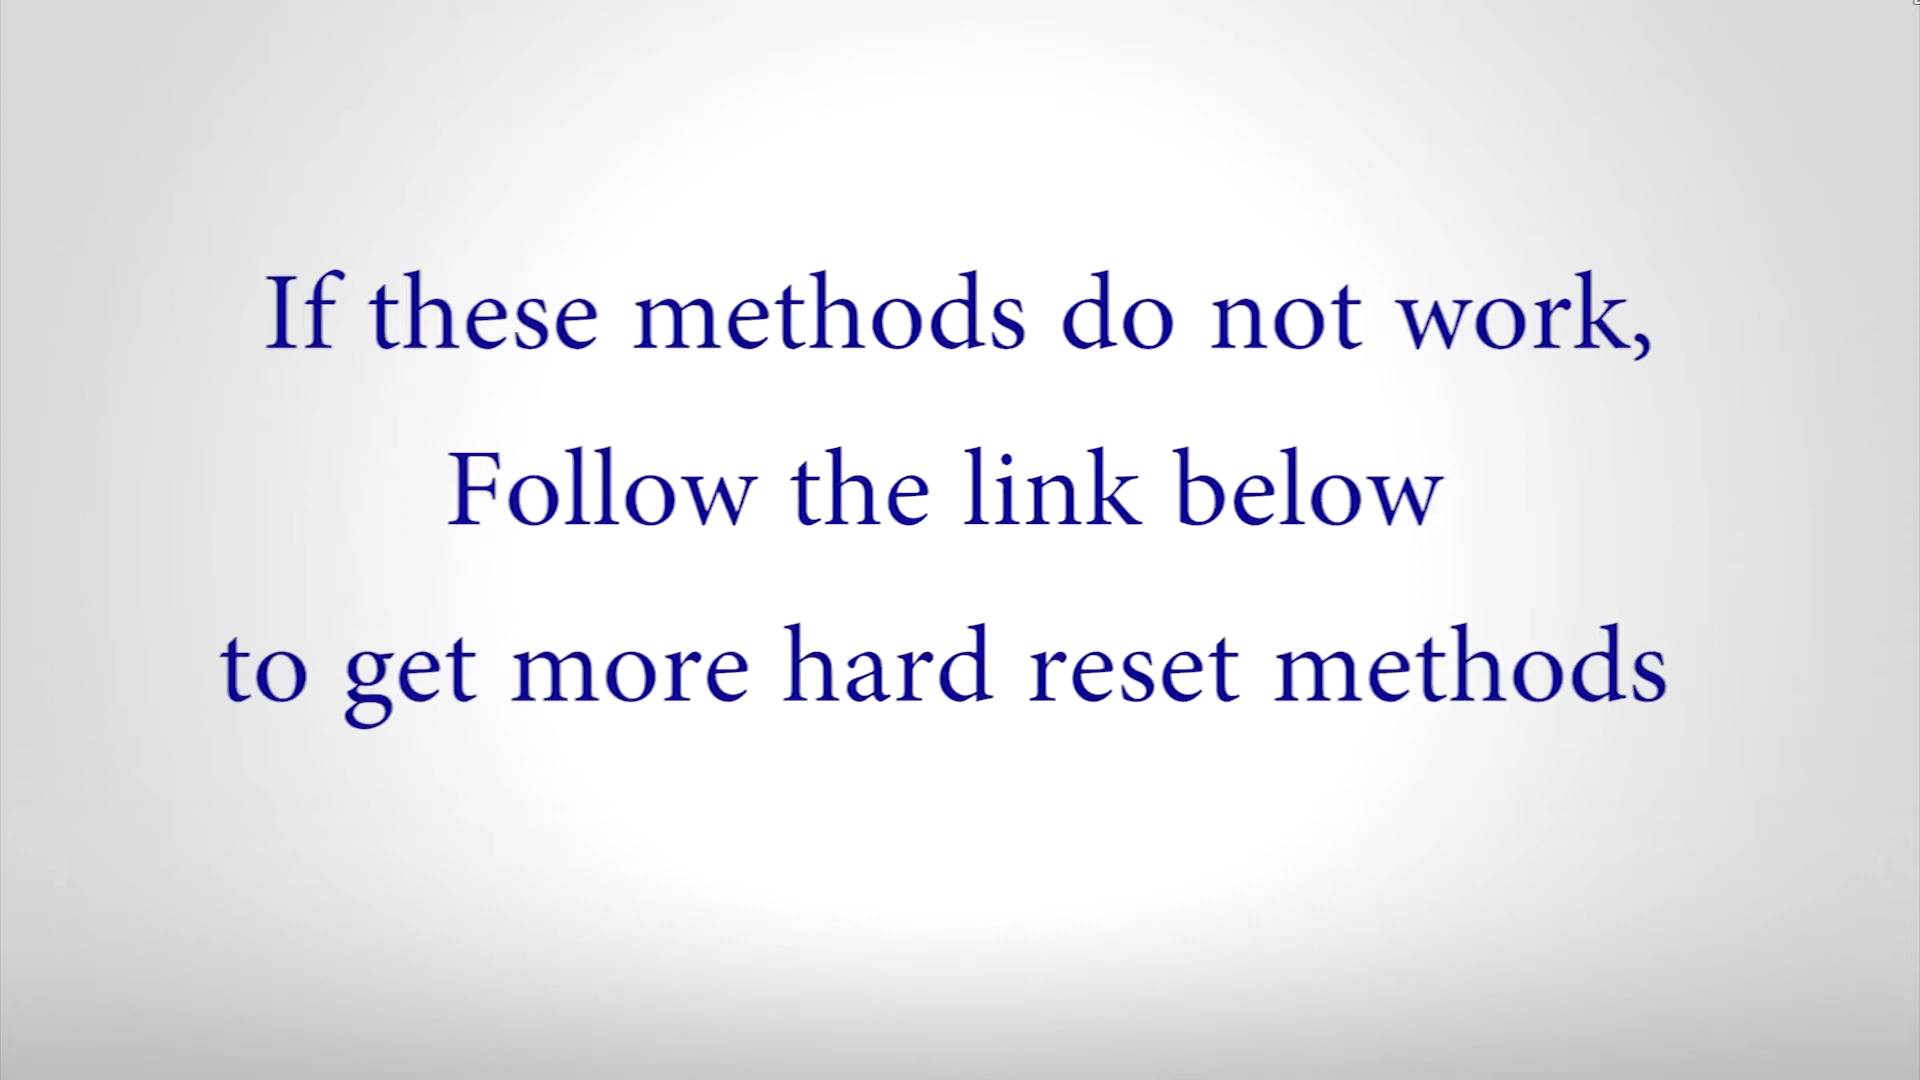 If these methods do not work,
Follow the link below
to get more hard reset methods